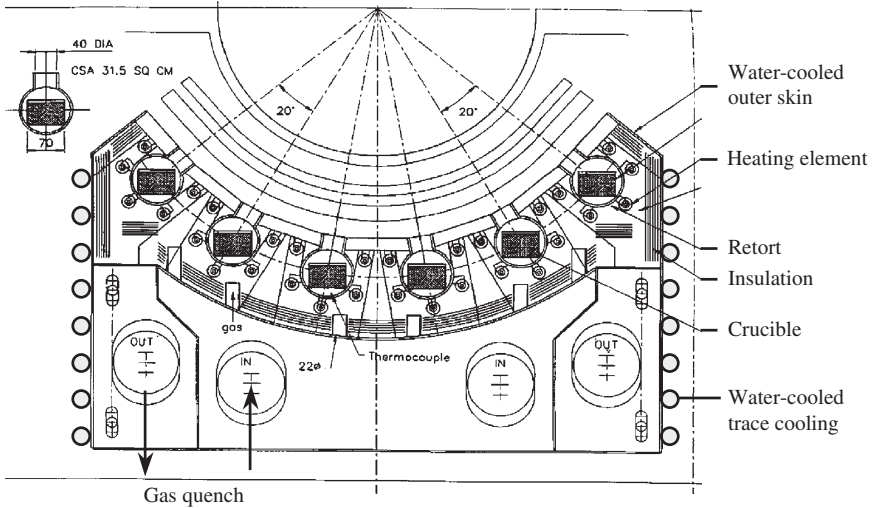 40 DIA
CSA 31.5 SQ CM
70
20°
20°
Water-cooled
outer skin
Heating element
Retort
Insulation
Crucible
gas
Thermocouple
22ø
OUT
IN
IN
OUT
Water-cooled
trace cooling
Gas quench